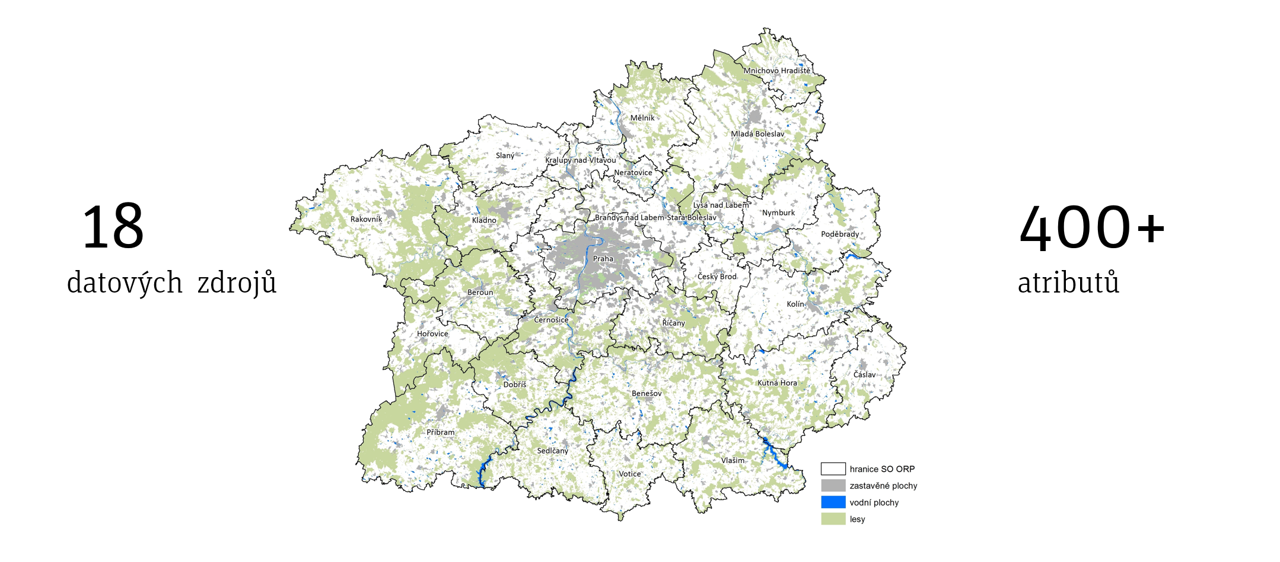 18
datových zdrojů
400+
atributů
Mnichovo Hradiště
Mělník
Mladá Boleslav
Slaný
Kralupy nad Vltavou
Neratovice
Lysá nad Labem
Rakovník
Kladno
Brandýs nad Labem-Stará Boleslav
Nymburk
Poděbrady
Praha
Český Brod
Beroun
Kolín
Černošice
Říčany
Hořovice
Čáslav
Dobříš
Kutná Hora
Benešov
Příbram
Sedlčany
Vlašim
Votice
hranice SO ORP
zastavěné plochy
vodní plochy
lesy